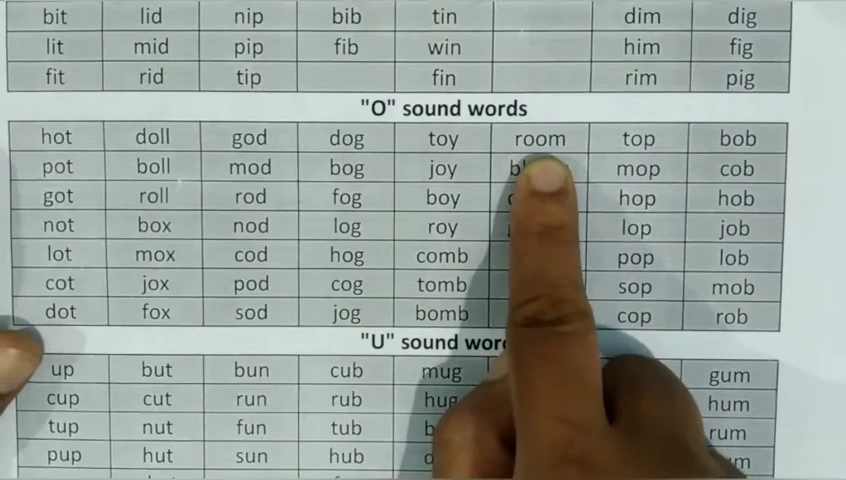 bit lid nip bib tin dim dig
lit mid pip fib win him fig
fit rid tip fin rim pig
"O" sound words
hot doll god dog toy room top bob
pot boll mod bog joy mop cob
got roll rod fog boy hop hob
not box nod log roy lop job
lot mox cod hog comb pop lob
cot jox pod cog tomb sop mob
dot fox sod jog bomb cop rob
"U" sound
up but bun cub mug gum
cup cut run rub hug hum
tup nut fun tub rum
pup hut sun hub